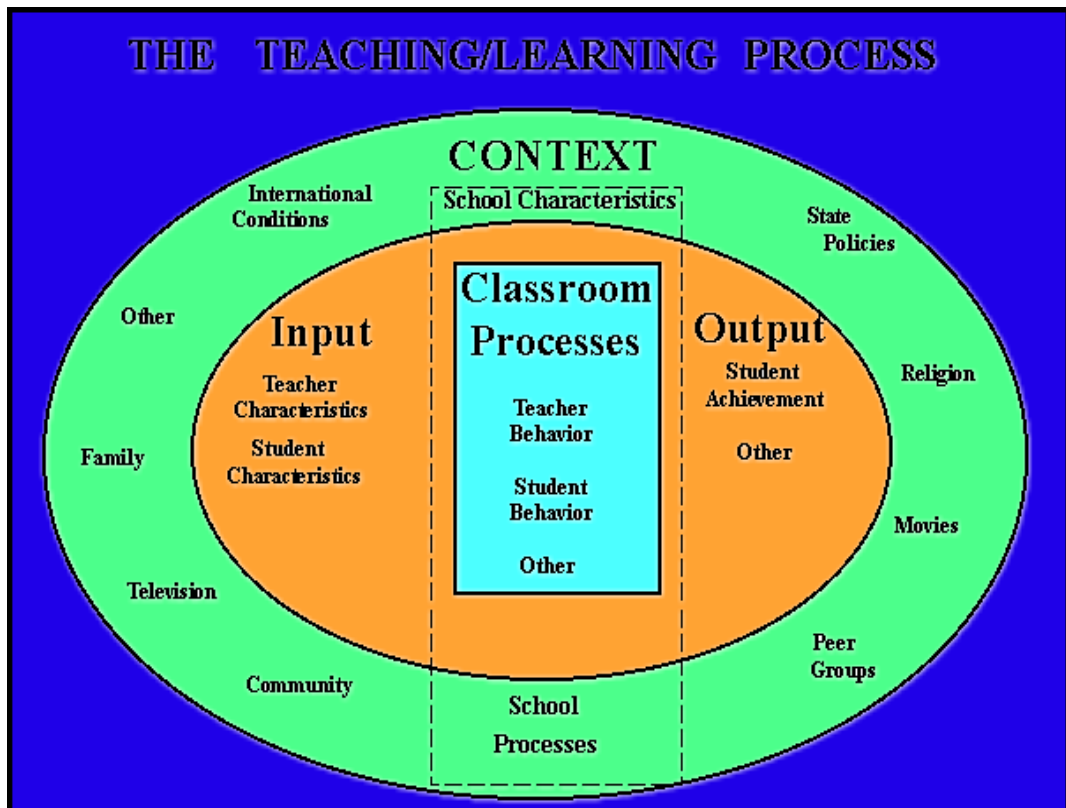 THE TEACHING/LEARNING PROCESS
CONTEXT
School Characteristics
International
Conditions
State
Policies
Other
Religion
Family
Movies
Television
Peer
Groups
Community
School
Processes
Input
Teacher
Characteristics
Student
Characteristics
Classroom
Processes
Teacher
Behavior
Student
Behavior
Other
Output
Student
Achievement
Other